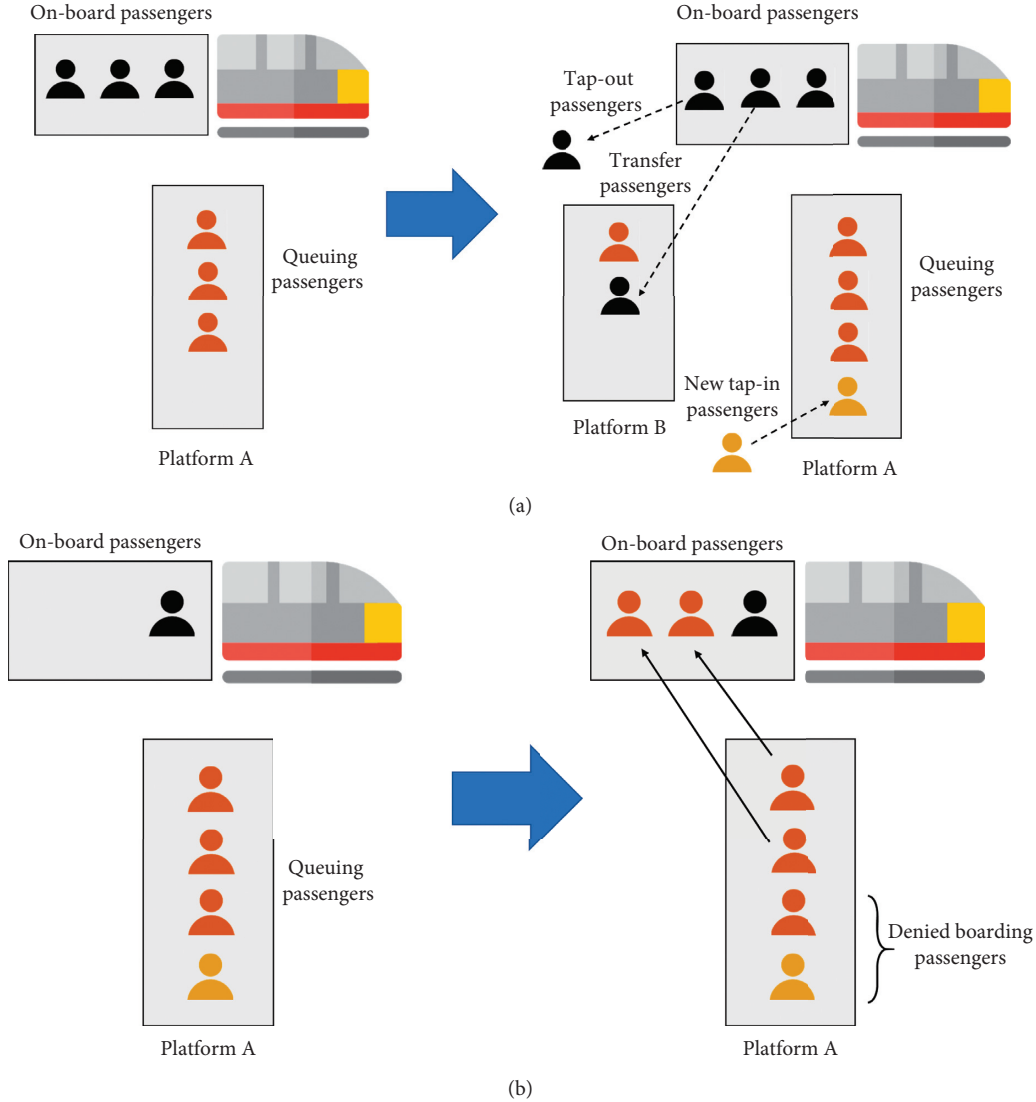 On-board passengers
Queuing
passengers
Platform A
On-board passengers
Tap-out
passengers
Transfer
passengers
Queuing
passengers
New tap-in
passengers
Platform B
Platform A
(a)
On-board passengers
Queuing
passengers
Platform A
On-board passengers
Denied boarding
passengers
Platform A
(b)